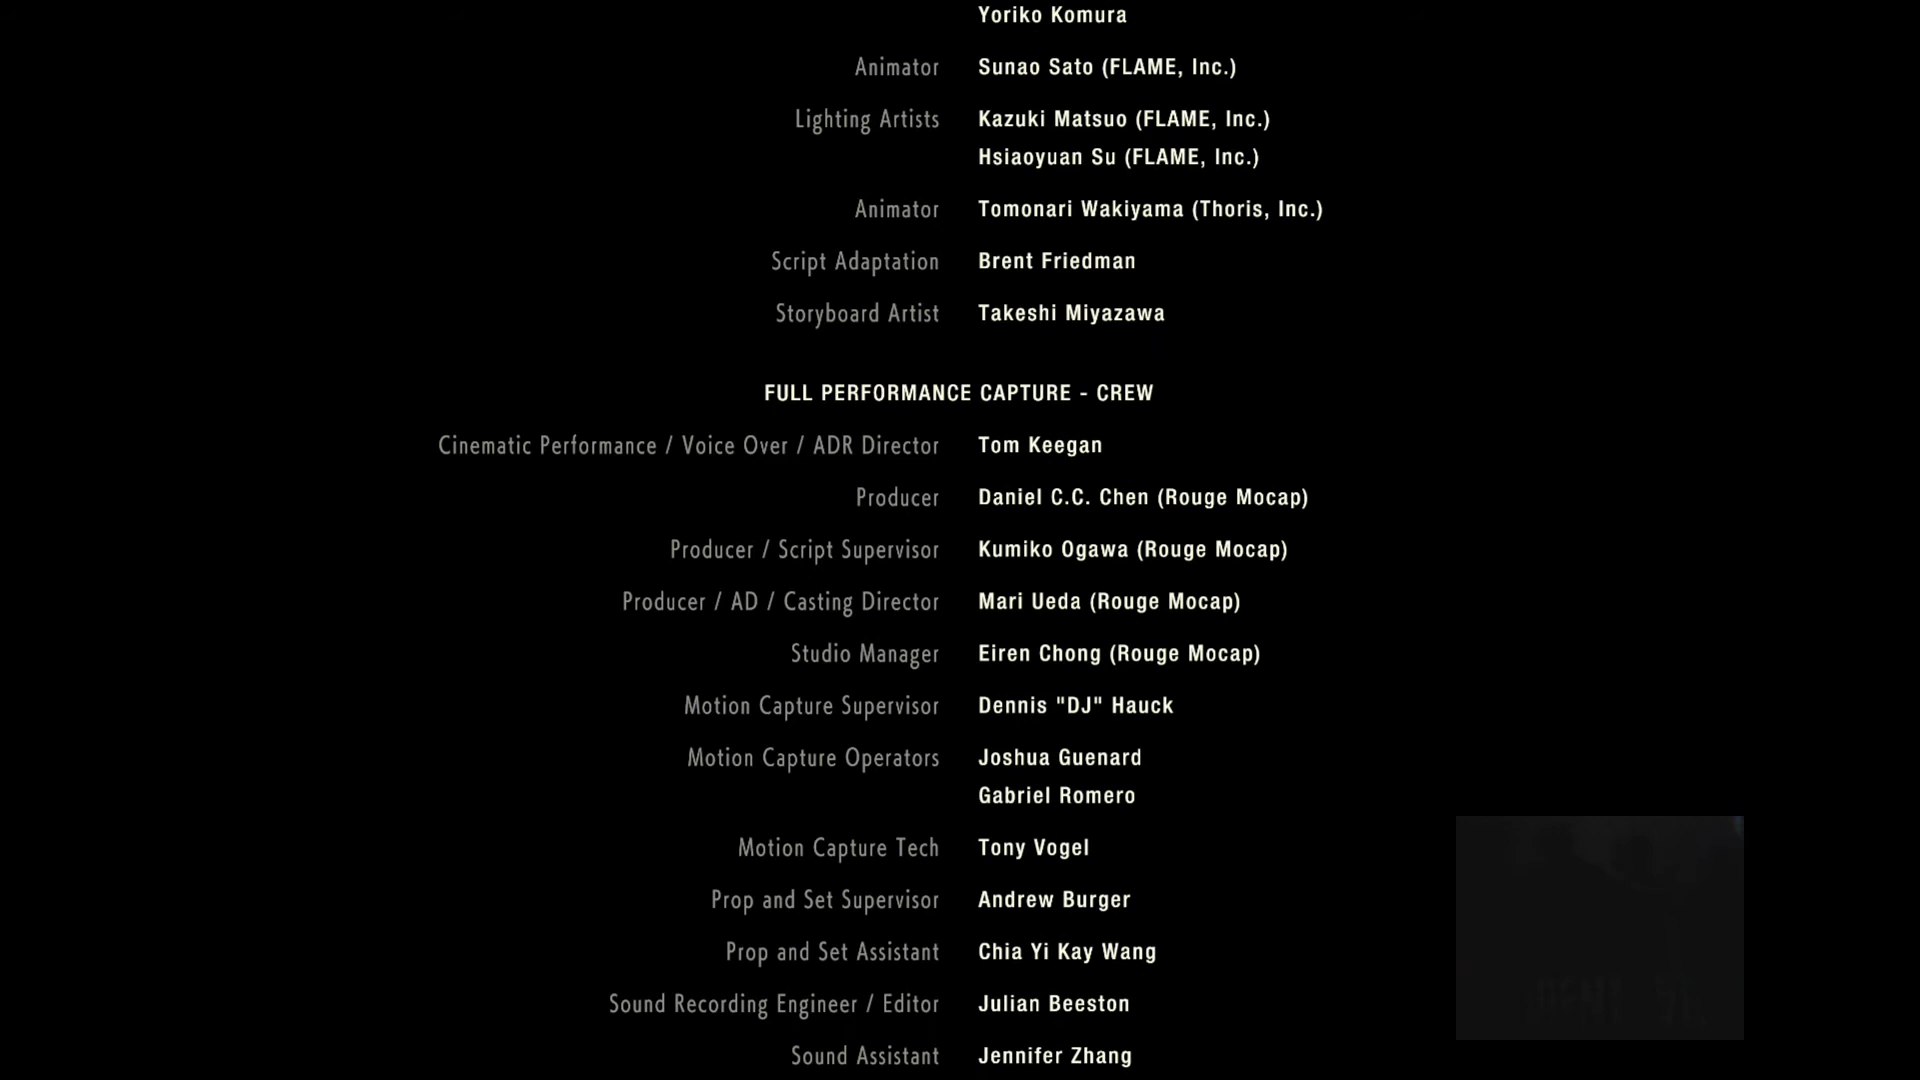 Yoriko Komura
Animator Sunao Sato (FLAME, Inc.)
Lighting Artists Kazuki Matsuo (FLAME, Inc.)
Hsiaoyuan Su (FLAME, Inc.)
Animator Tomonari Wakiyama (Thoris, Inc.)
Script Adaptation Brent Friedman
Storyboard Artist Takeshi Miyazawa
FULL PERFORMANCE CAPTURE - CREW
Cinematic Performance / Voice Over / ADR Director Tom Keegan
Producer Daniel C.C. Chen (Rouge Mocap)
Producer / Script Supervisor Kumiko Ogawa (Rouge Mocap)
Producer / AD / Casting Director Mari Ueda (Rouge Mocap)
Studio Manager Eiren Chong (Rouge Mocap)
Motion Capture Supervisor Dennis "DJ" Hauck
Motion Capture Operators Joshua Guenard
Gabriel Romero
Motion Capture Tech Tony Vogel
Prop and Set Supervisor Andrew Burger
Prop and Set Assistant Chia Yi Kay Wang
Sound Recording Engineer / Editor Julian Beeston
Sound Assistant Jennifer Zhang